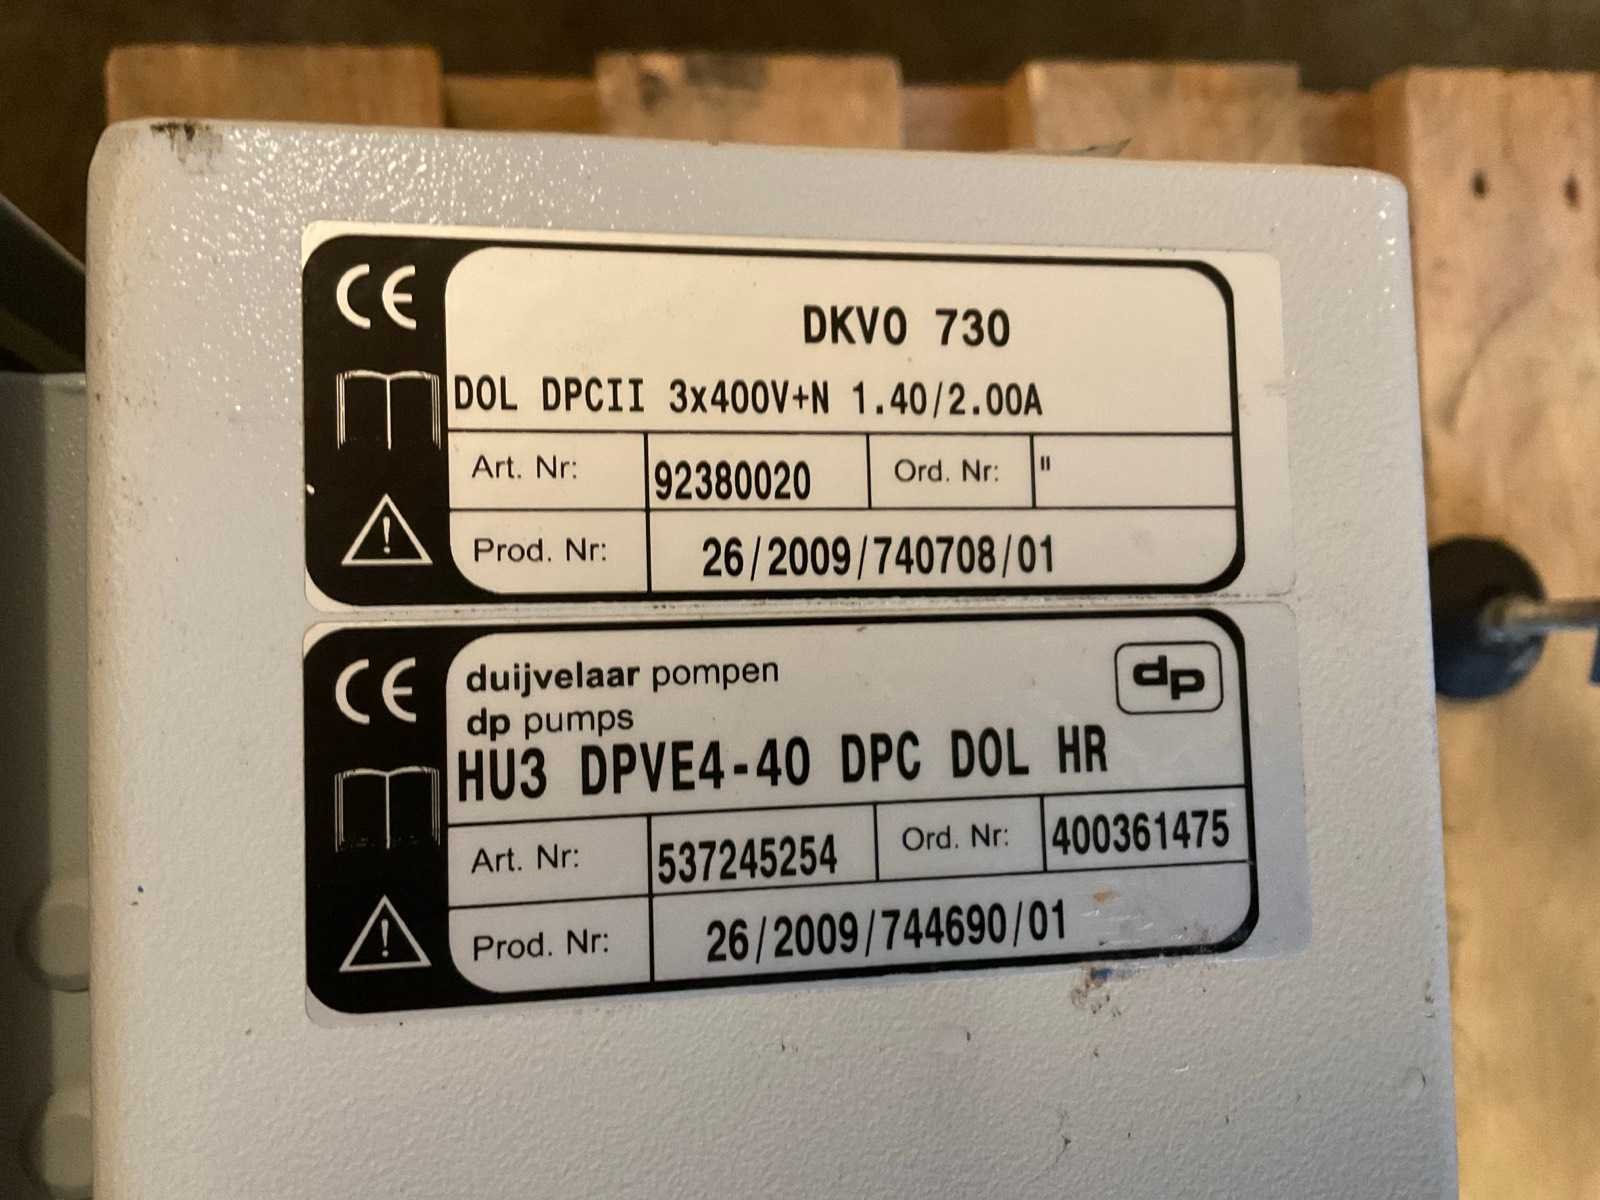 CE
DKVO 730
DOL DPCII 3x400V+N 1.40/2.00A
Art. Nr: 92380020 Ord. Nr: "
Prod. Nr: 26/2009/740708/01
CE
duijvelaar pompen
dp
dp pumps
HU3 DPVE4-40 DPC DOL HR
Art. Nr: 537245254 Ord. Nr: 400361475
Prod. Nr: 26/2009/744690/01